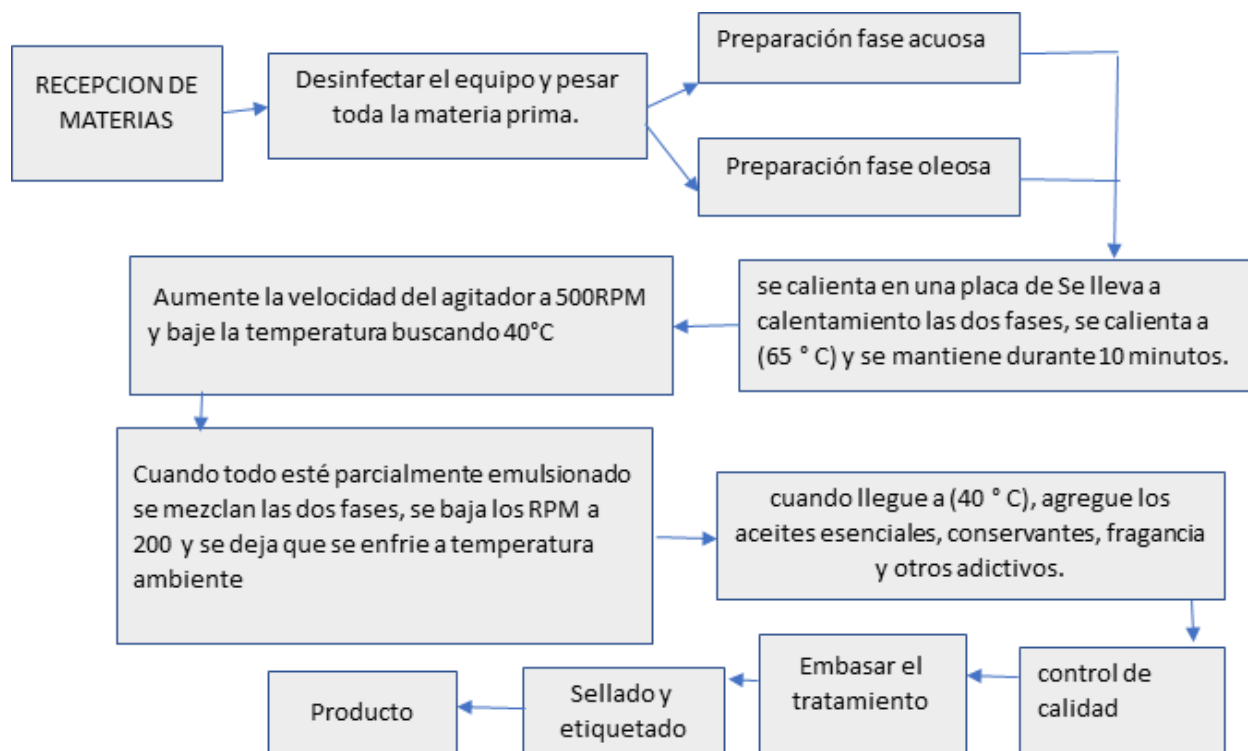 RECEPCION DE
MATERIAS
Desinfectar el equipo y pesar
toda la materia prima.
Preparación fase acuosa
Preparación fase oleosa
se calienta en una placa de Se lleva a
calentamiento las dos fases, se calienta a
(65 ° C) y se mantiene durante 10 minutos.
Aumente la velocidad del agitador a 500RPM
y baje la temperatura buscando 40°C
Cuando todo esté parcialmente emulsionado
se mezclan las dos fases, se baja los RPM a
200 y se deja que se enfrie a temperatura
ambiente
cuando llegue a (40 ° C), agregue los
aceites esenciales, conservantes, fragancia
y otros adictivos.
control de
calidad
Embasar el
tratamiento
Sellado y
etiquetado
Producto